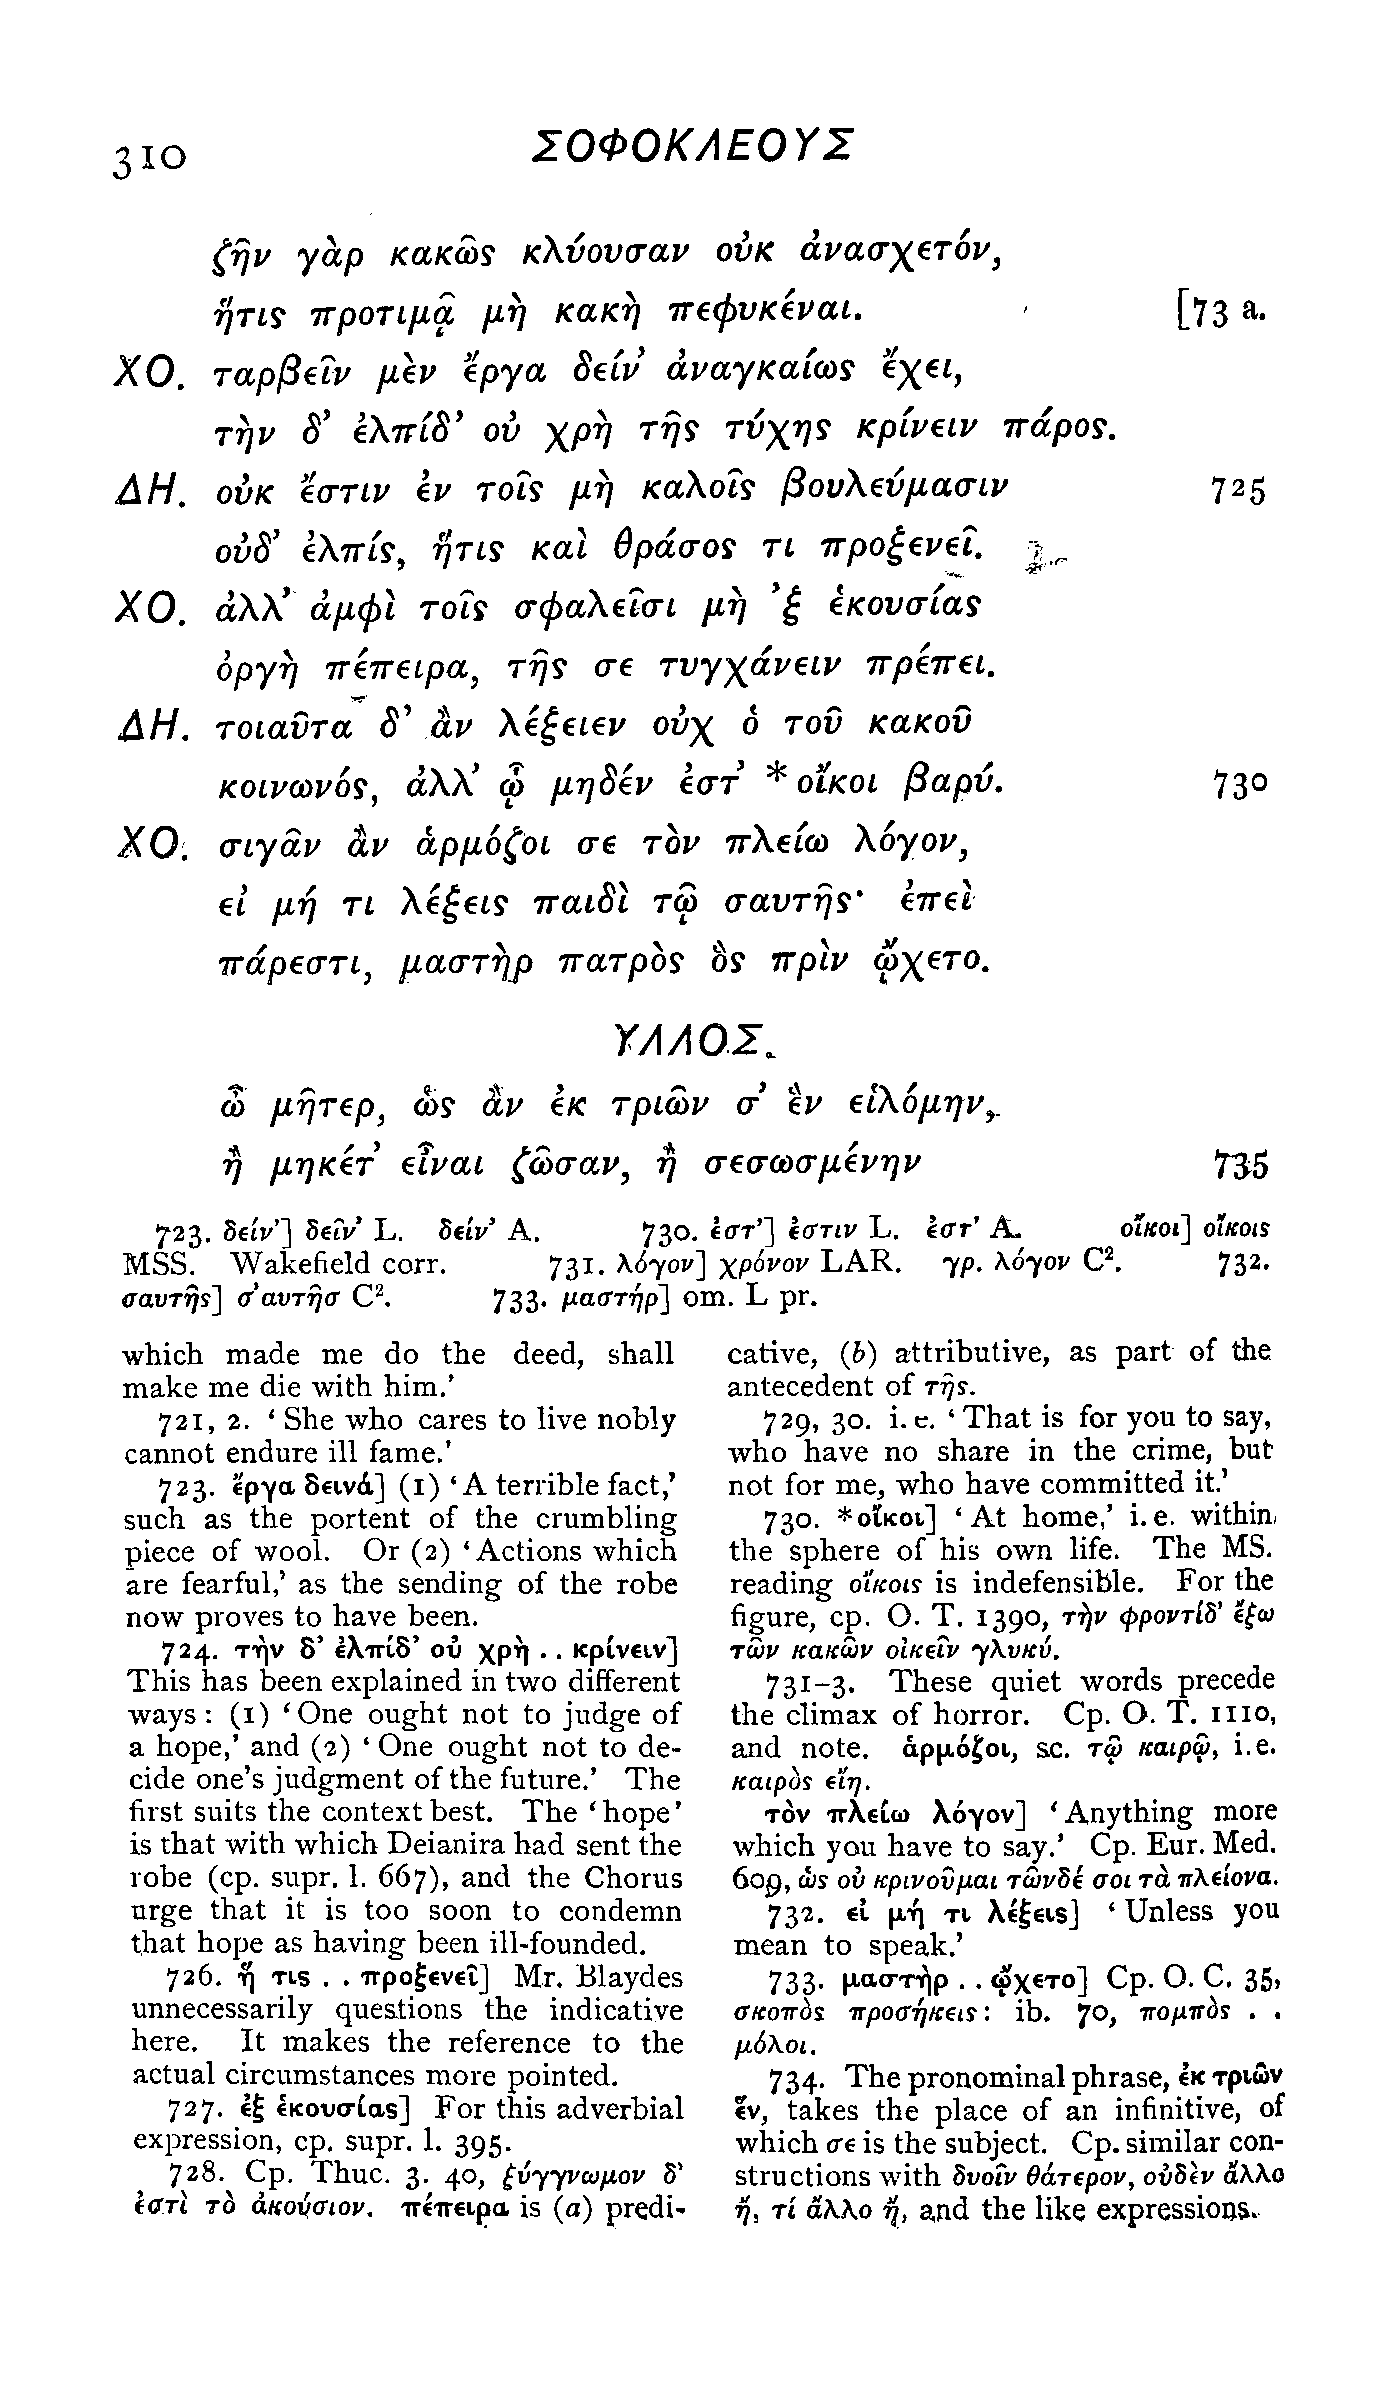 310
ΣΟΦΟΚΛΕΟΥΣ
ζῆν γὰρ κακῶς κλύουσαν οὐκ ἀνασχετόν,
ἥτις προτιμᾷ μὴ κακὴ πεφυκέναι. [73 a.
ΧΟ. ταρβεῖν μὲν ἔργα δείν’ ἀναγκαίως ἔχει,
τὴν δ’ ἐλπίδ’ οὐ χρὴ τῆς τύχης κρίνειν πάρος.
ΔΗ. οὐκ ἔστιν ἐν τοῖς μὴ καλοῖς βουλεύμασιν 725
οὐδ’ ἐλπίς, ἥτις καὶ θράσος τι προξενεῖ.
ΧΟ. ἀλλ’ ἀμφὶ τοῖς σφαλεῖσι μὴ ’ξ ἑκουσίας
ὀργὴ πέπειρα, τῆς σε τυγχάνειν πρέπει.
ΔΗ. τοιαῦτα δ’ ἂν λέξειεν οὐχ ὁ τοῦ κακοῦ
κοινωνός, ἀλλ’ ᾧ μηδέν ἐστ’ *οἴκοι βαρύ. 730
ΧΟ. σιγᾶν ἂν ἁρμόζοι σε τὸν πλείω λόγον,
εἰ μή τι λέξεις παιδὶ τῷ σαυτῆς· ἐπεὶ
πάρεστι, μαστὴρ πατρὸς ὃς πρὶν ᾤχετο.
ΥΛΛΟΣ.
ὦ μῆτερ, ὡς ἂν ἐκ τριῶν σ’ ἓν εἱλόμην,
ἢ μηκέτ’ εἶναι ζῶσαν, ἢ σεσωσμένην 735
723. δείν’] δεῖν’ L. δείν’ A. 730. ἐστ’] ἐστιν L. ἐστ’ A. οἴκοι] οἴκοις
MSS. Wakefield corr. 731. λόγον] χρόνον LAR. γρ. λόγον C². 732.
σαυτῆς] σ’αυτῆσ C². 733. μαστήρ] om. L pr.
which made me do the deed, shall
make me die with him.’
721, 2. ‘She who cares to live nobly
cannot endure ill fame.’
723. ἔργα δεινά] (1) ‘A terrible fact,’
such as the portent of the crumbling
piece of wool. Or (2) ‘Actions which
are fearful,’ as the sending of the robe
now proves to have been.
724. τὴν δ’ ἐλπίδ’ οὐ χρὴ . . κρίνειν]
This has been explained in two different
ways: (1) ‘One ought not to judge of
a hope,’ and (2) ‘One ought not to de-
cide one’s judgment of the future.’ The
first suits the context best. The ‘hope’
is that with which Deianira had sent the
robe (cp. supr. l. 667), and the Chorus
urge that it is too soon to condemn
that hope as having been ill-founded.
726. ἥ τις . . προξενεῖ] Mr. Blaydes
unnecessarily questions the indicative
here. It makes the reference to the
actual circumstances more pointed.
727. ἐξ ἑκουσίας] For this adverbial
expression, cp. supr. l. 395.
728. Cp. Thuc. 3. 40, ξύγγνωμον δ’
ἐστὶ τὸ ἀκούσιον. πέπειρα is (a) predi-
cative, (b) attributive, as part of the
antecedent of τῆς.
729, 30. i. e. ‘That is for you to say,
who have no share in the crime, but
not for me, who have committed it.’
730. *οἴκοι] ‘At home,’ i. e. within
the sphere of his own life. The MS.
reading οἴκοις is indefensible. For the
figure, cp. O. T. 1390, τὴν φροντίδ’ ἔξω
τῶν κακῶν οἰκεῖν γλυκύ.
731–3. These quiet words precede
the climax of horror. Cp. O. T. 1110,
and note. ἁρμόζοι, sc. τῷ καιρῷ, i. e.
καιρὸς εἴη.
τὸν πλείω λόγον] ‘Anything more
which you have to say.’ Cp. Eur. Med.
609, ὡς οὐ κρινοῦμαι τῶνδέ σοι τὰ πλείονα.
732. εἰ μή τι λέξεις] ‘Unless you
mean to speak.’
733. μαστὴρ . . ᾤχετο] Cp. O. C. 35,
σκοπὸς προσήκεις: ib. 70, πομπὸς . .
μόλοι.
734. The pronominal phrase, ἐκ τριῶν
ἕν, takes the place of an infinitive, of
which σε is the subject. Cp. similar con-
structions with δυοῖν θάτερον, οὐδὲν ἄλλο
ἤ, τί ἄλλο ἤ, and the like expressions.